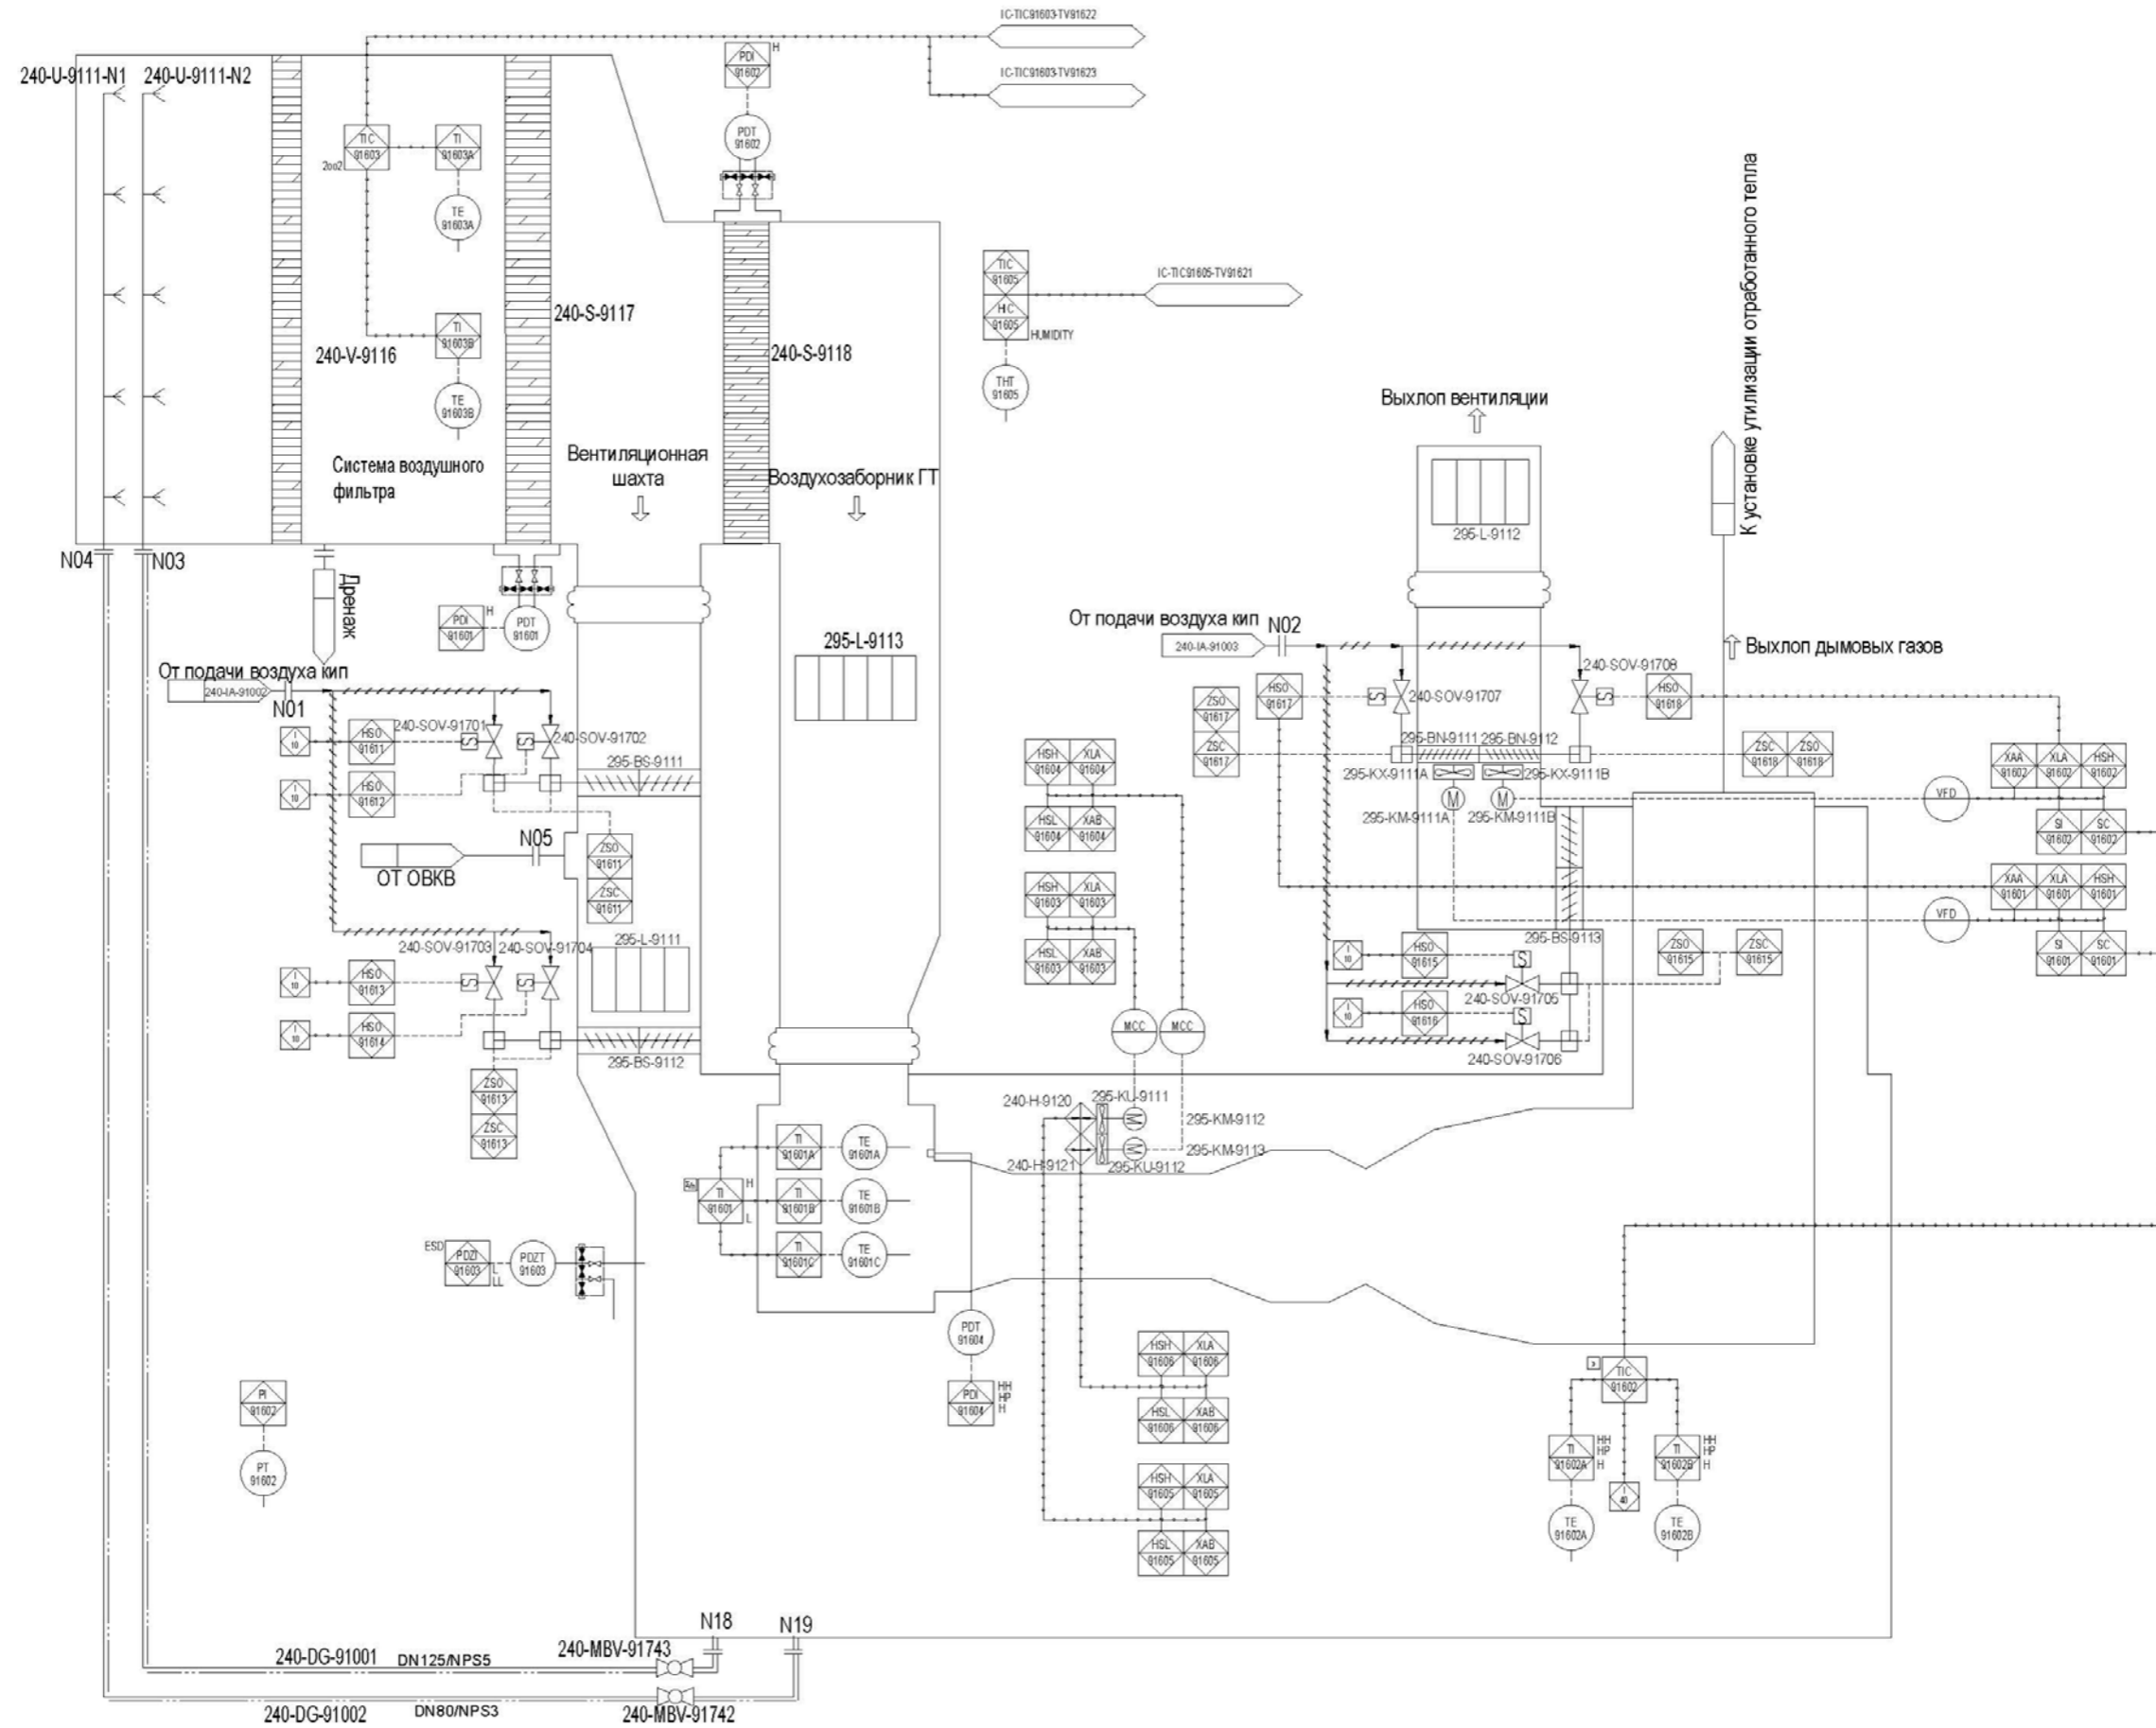 IC-TIC91603-TV91622
IC-TIC91603-TV91623
PDI
91602
H
PDT
91602
240-U-9111-N1
240-U-9111-N2
TIC
91603
2oo2
TI
91603A
TE
91603A
TI
91603B
TE
91603B
240-V-9116
240-S-9117
240-S-9118
Система воздушного
фильтра
Вентиляционная
шахта
Воздухозаборник ГТ
TIC
91605
HIC
91605
HUMIDITY
THT
91605
IC-TIC91605-TV91621
Выхлоп вентиляции
295-L-9112
К установке утилизации отработанного тепла
Выхлоп дымовых газов
N04
N03
Дренаж
PDI
91601
H
PDT
91601
От подачи воздуха кип
240-IA-91002
N01
295-L-9113
От подачи воздуха кип
240-IA-91003
N02
I
10
HSO
91611
240-SOV-91701
S
S
240-SOV-91702
I
10
HSO
91612
295-BS-9111
ZSO
91611
ZSC
91611
N05
ОТ ОВКВ
295-L-9111
240-SOV-91703
240-SOV-91704
I
10
HSO
91613
S
S
I
10
HSO
91614
295-BS-9112
ZSO
91613
ZSC
91613
ZSO
91617
ZSC
91617
HSO
91617
S
240-SOV-91707
240-SOV-91708
S
HSO
91618
295-BN-9111
295-BN-9112
ZSC
91618
ZSO
91618
295-KX-9111A
295-KX-9111B
M
M
295-KM-9111A
295-KM-9111B
VFD
XAA
91602
XLA
91602
HSH
91602
SI
91602
SC
91602
VFD
XAA
91601
XLA
91601
HSH
91601
SI
91601
SC
91601
HSH
91604
XLA
91604
HSL
91604
XAB
91604
HSH
91603
XLA
91603
HSL
91603
XAB
91603
MCC
MCC
295-BS-9113
I
10
HSO
91615
S
240-SOV-91705
I
10
HSO
91616
S
240-SOV-91706
ZSO
91615
ZSC
91615
240-H-9120
295-KU-9111
M
295-KM-9112
M
295-KM-9113
240-H-9121
295-KU-9112
TI
91601A
TE
91601A
TI
91601
H
L
TI
91601B
TE
91601B
TI
91601C
TE
91601C
ESD
PDZI
91603
L
LL
PDZT
91603
PDT
91604
PDI
91604
HH
HP
H
PI
91602
PT
91602
HSH
91606
XLA
91606
HSL
91606
XAB
91606
HSH
91605
XLA
91605
HSL
91605
XAB
91605
TIC
91602
TI
91602A
HH
HP
H
TI
91602B
HH
HP
H
I
40
TE
91602A
TE
91602B
N18
N19
240-DG-91001
DN125/NPS5
240-MBV-91743
240-DG-91002
DN80/NPS3
240-MBV-91742